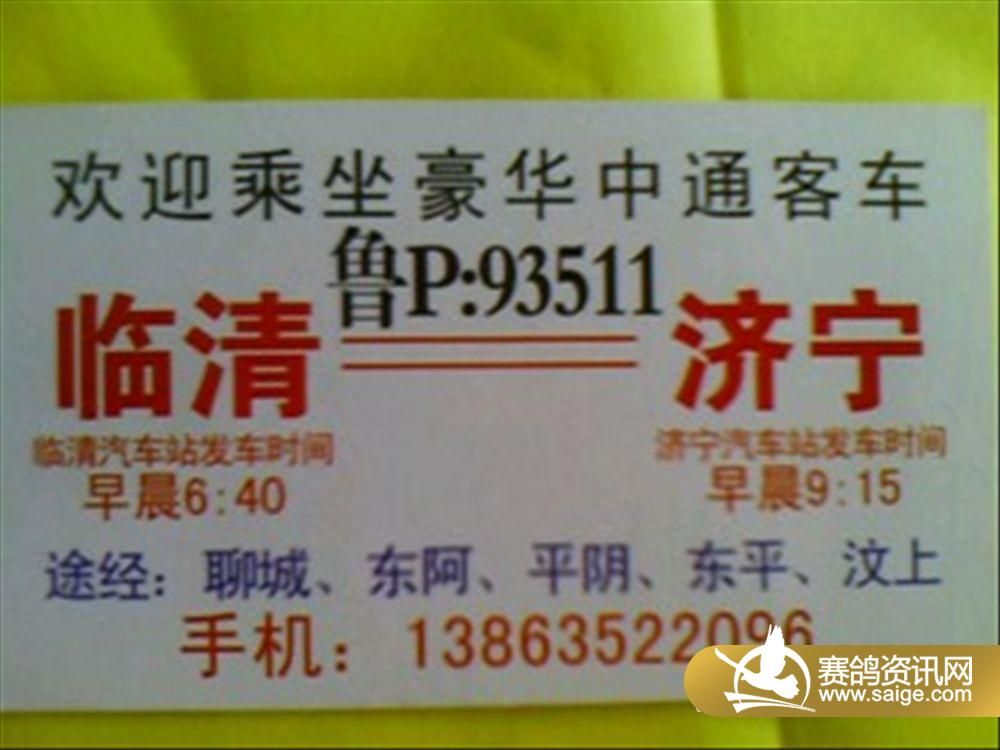 欢迎乘坐豪华中通客车
鲁P:93511
临清 济宁
临清汽车站发车时间 济宁汽车站发车时间
早晨6:40 早晨9:15
途经：聊城、东阿、平阴、东平、汶上
手机：13863522096
赛鸽资讯网
www.saige.com